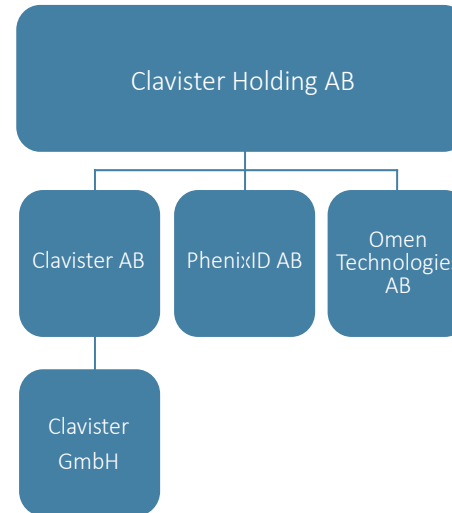 Clavister Holding AB
Clavister AB
PhenixID AB
Omen
Technologie
AB
Clavister
GmbH